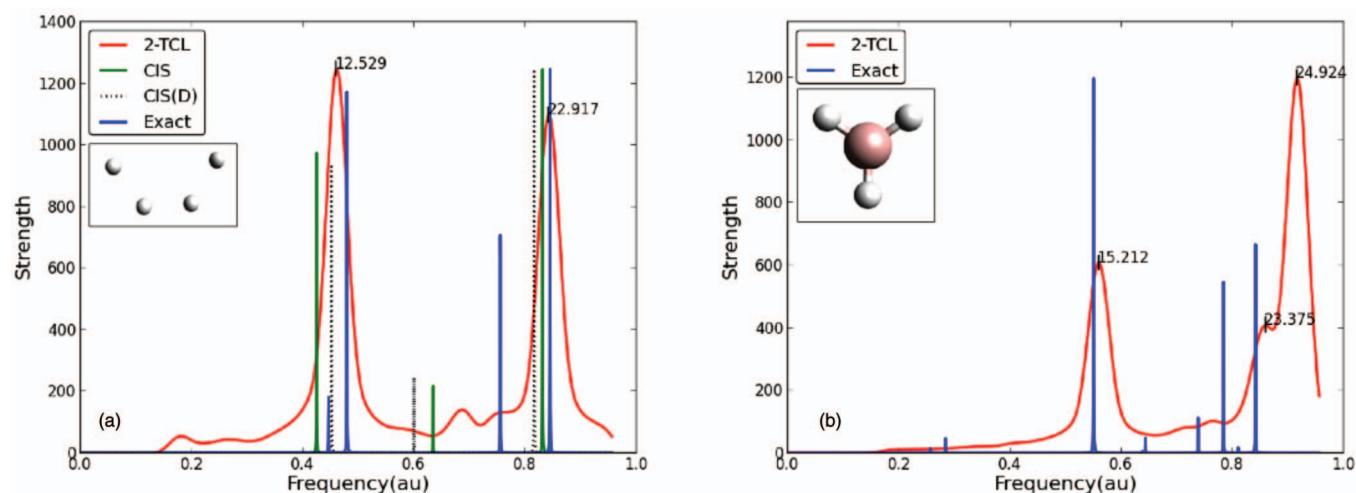 1400
1200
1000
800
600
400
200
0
Strength
2-TCL
CIS
CIS(D)
Exact
12.529
22.917
(a)
0.0 0.2 0.4 0.6 0.8 1.0
Frequency(au)
1200
1000
800
600
400
200
0
Strength
2-TCL
Exact
24.924
15.212
23.375
(b)
0.0 0.2 0.4 0.6 0.8 1.0
Frequency(au)